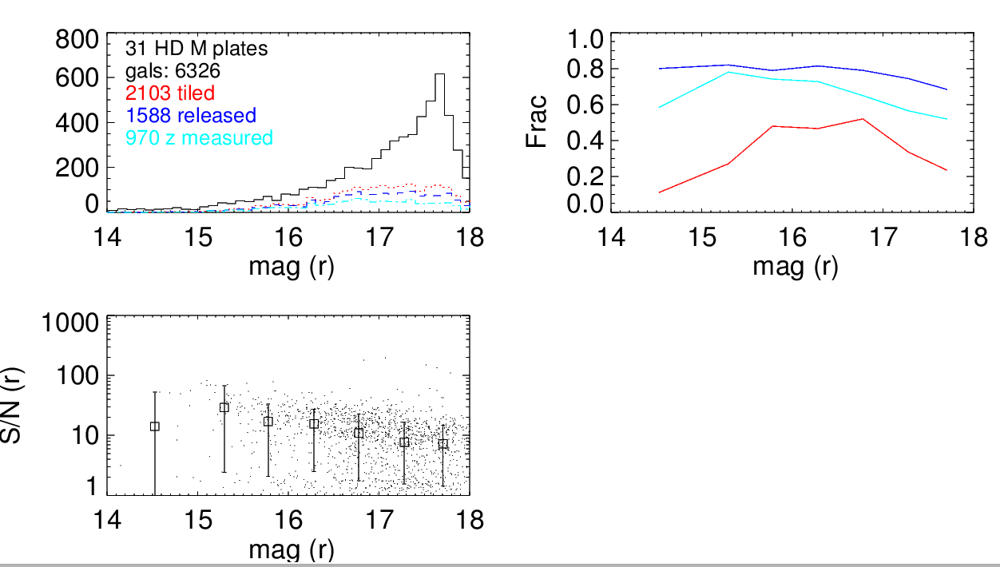 800
600
400
200
0
31 HD M plates
gals: 6326
2103 tiled
1588 released
970 z measured
14 15 16 17 18
mag (r)
1.0
0.8
0.6
0.4
0.2
0.0
Frac
14 15 16 17 18
mag (r)
1000
100
10
1
S/N (r)
14 15 16 17 18
mag (r)